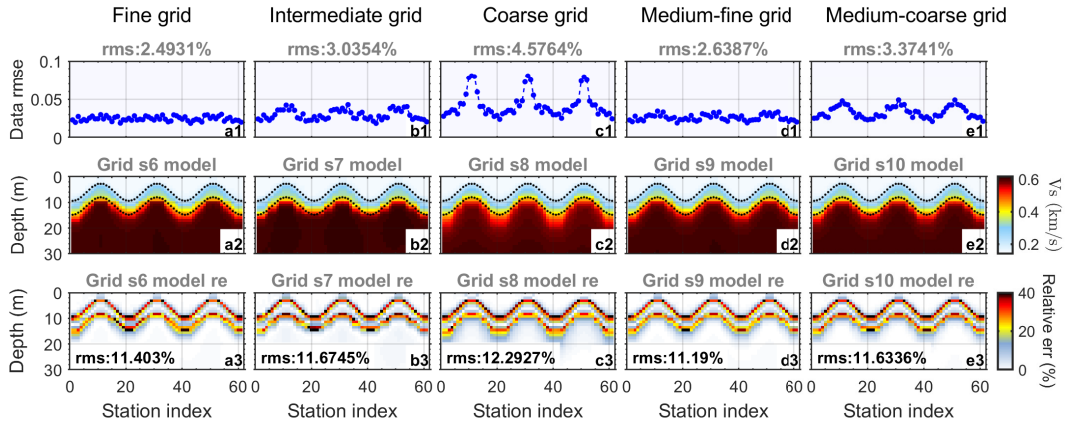 Fine grid Intermediate grid Coarse grid Medium-fine grid Medium-coarse grid
rms:2.4931% rms:3.0354% rms:4.5764% rms:2.6387% rms:3.3741%
0.1
0.05
0
Data rmse
a1 b1 c1 d1 e1
Grid s6 model Grid s7 model Grid s8 model Grid s9 model Grid s10 model
0
10
20
30
Depth (m)
a2 b2 c2 d2 e2
0.6
0.4
0.2
Vs (km/s)
Grid s6 model re Grid s7 model re Grid s8 model re Grid s9 model re Grid s10 model re
0
10
20
30
Depth (m)
rms:11.403% a3 rms:11.6745% b3 rms:12.2927% c3 rms:11.19% d3 rms:11.6336% e3
40
20
0
Relative err (%)
0 20 40 60 0 20 40 60 0 20 40 60 0 20 40 60 0 20 40 60
Station index Station index Station index Station index Station index